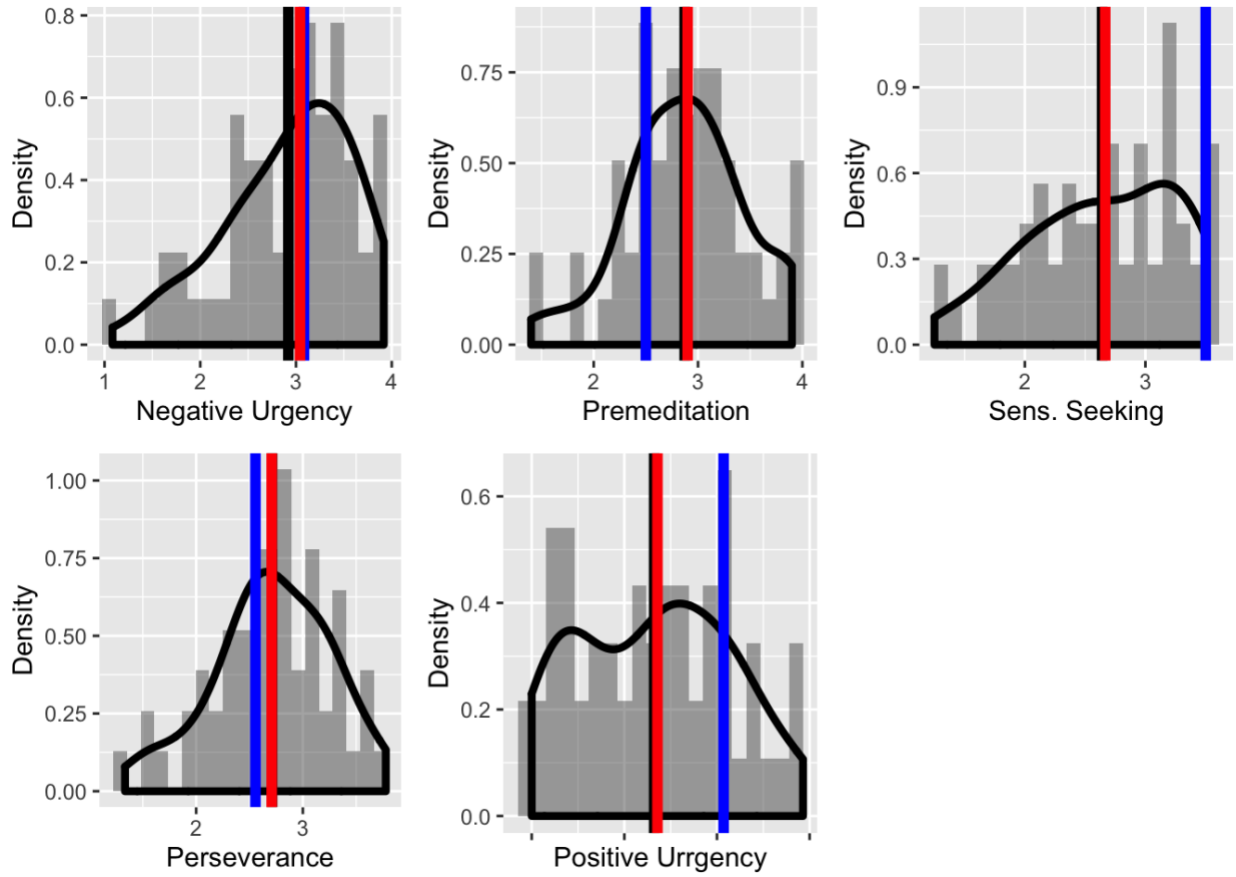 0.8
0.6
0.4
0.2
0.0
Density
1 2 3 4
Negative Urgency
0.75
0.50
0.25
0.00
Density
2 3 4
Premeditation
0.9
0.6
0.3
0.0
Density
2 3
Sens. Seeking
1.00
0.75
0.50
0.25
0.00
Density
2 3
Perseverance
0.6
0.4
0.2
0.0
Density
Positive Urrgency